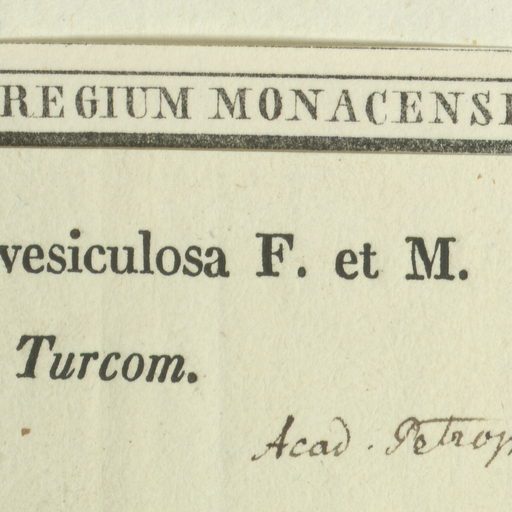 REGIUM MONACENSE
vesiculosa F. et M.
Turcom.
Acad. Petrop